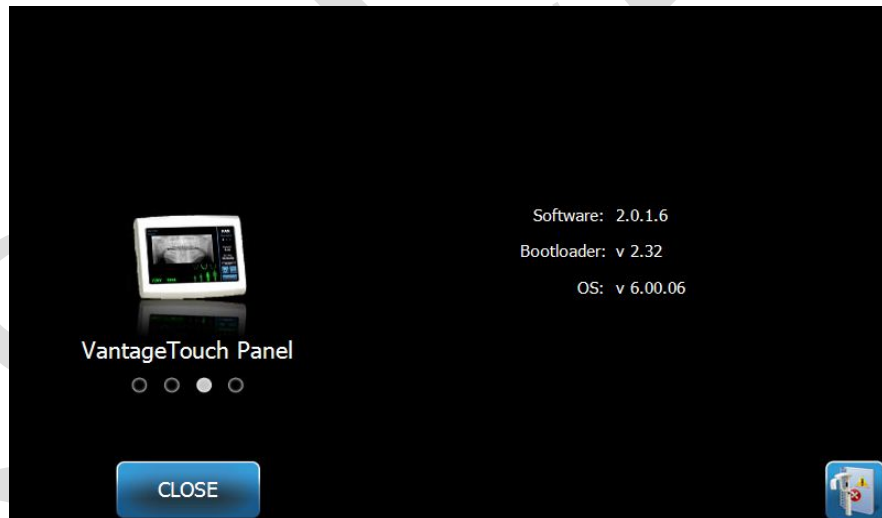 Software: 2.0.1.6
Bootloader: v 2.32
OS: v 6.00.06
VantageTouch Panel
CLOSE